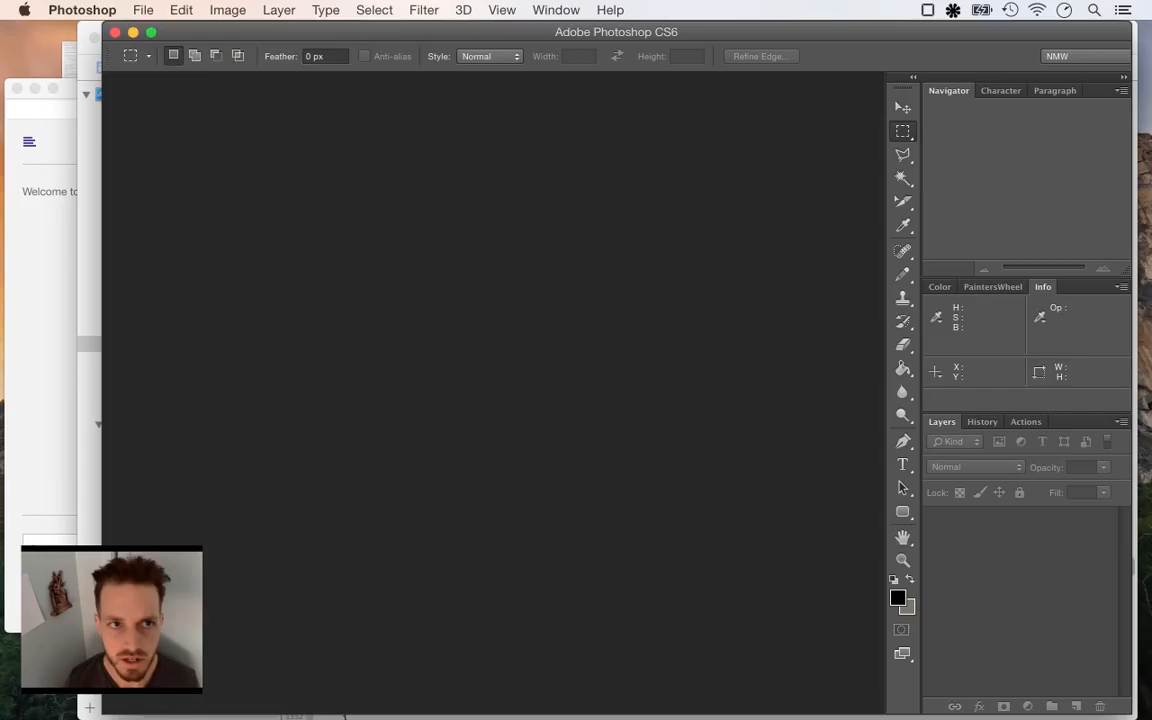 Photoshop File Edit Image Layer Type Select Filter 3D View Window Help
Adobe Photoshop CS6
Feather: 0 px Anti-alias Style: Normal Width: Height: Refine Edge... NMW
Navigator Character Paragraph
Welcome to
Color PaintersWheel Info
H: Op:
S:
B:
X: W:
Y: H:
Layers History Actions
Kind
Normal Opacity:
Lock: Fill: